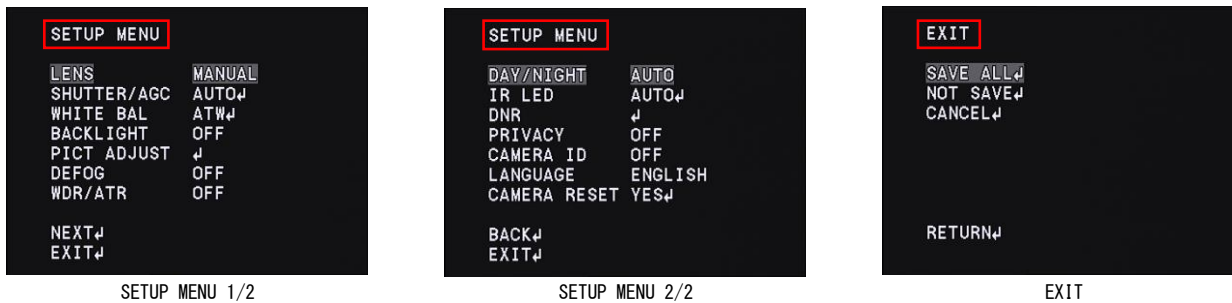 SETUP MENU
LENS MANUAL
SHUTTER/AGC AUTO↵
WHITE BAL ATW↵
BACKLIGHT OFF
PICT ADJUST ↵
DEFOG OFF
WDR/ATR OFF
NEXT↵
EXIT↵
SETUP MENU 1/2
SETUP MENU
DAY/NIGHT AUTO
IR LED AUTO↵
DNR ↵
PRIVACY OFF
CAMERA ID OFF
LANGUAGE ENGLISH
CAMERA RESET YES↵
BACK↵
EXIT↵
SETUP MENU 2/2
EXIT
SAVE ALL↵
NOT SAVE↵
CANCEL↵
RETURN↵
EXIT